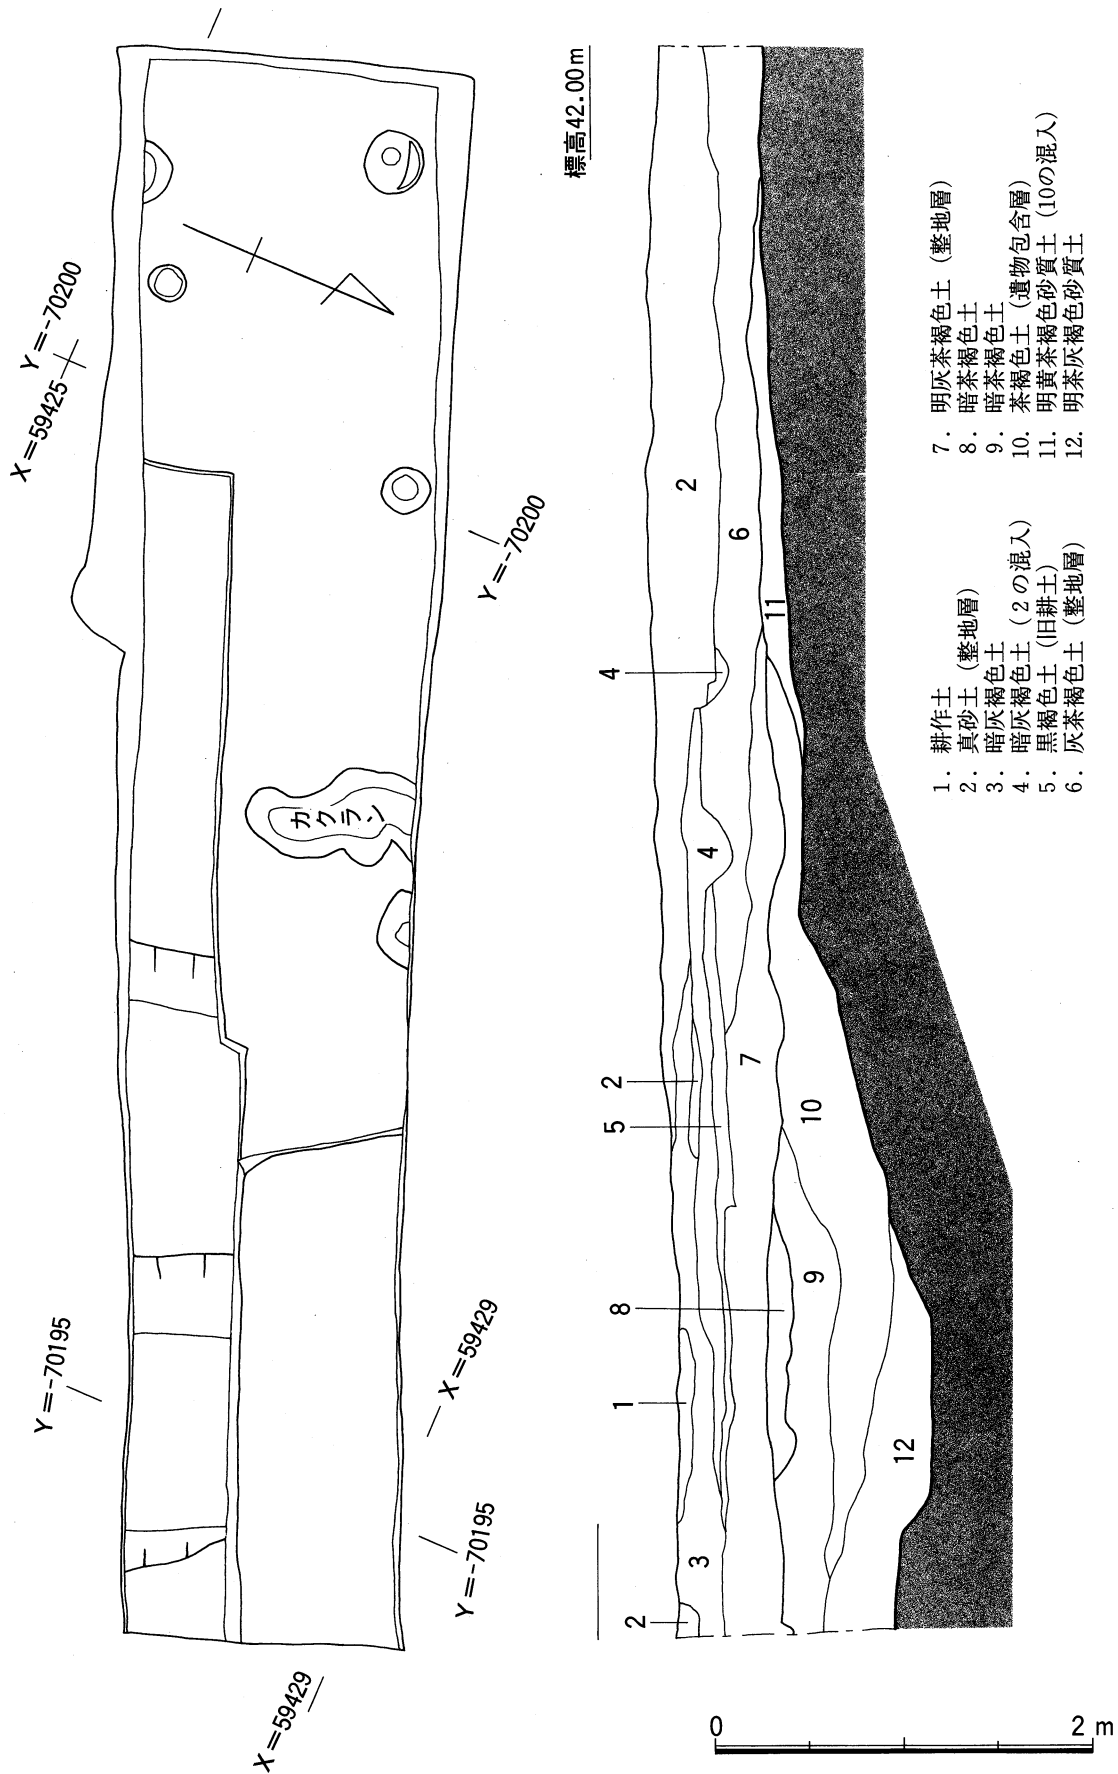 X＝59425
Y＝-70200
Y＝-70200
カクラン
Y＝-70195
X＝59429
Y＝-70195
X＝59429
標高42.00m
2
6
11
4
4
2
5
7
10
8
9
1
3
12
2
1．耕作土
2．真砂土（整地層）
3．暗灰褐色土
4．暗灰褐色土（2の混入）
5．黒褐色土（旧耕土）
6．灰茶褐色土（整地層）
7．明灰茶褐色土（整地層）
8．暗茶褐色土
9．暗茶褐色土
10．茶褐色土（遺物包含層）
11．明黄茶褐色砂質土（10の混入）
12．明茶灰褐色砂質土
0
2 m